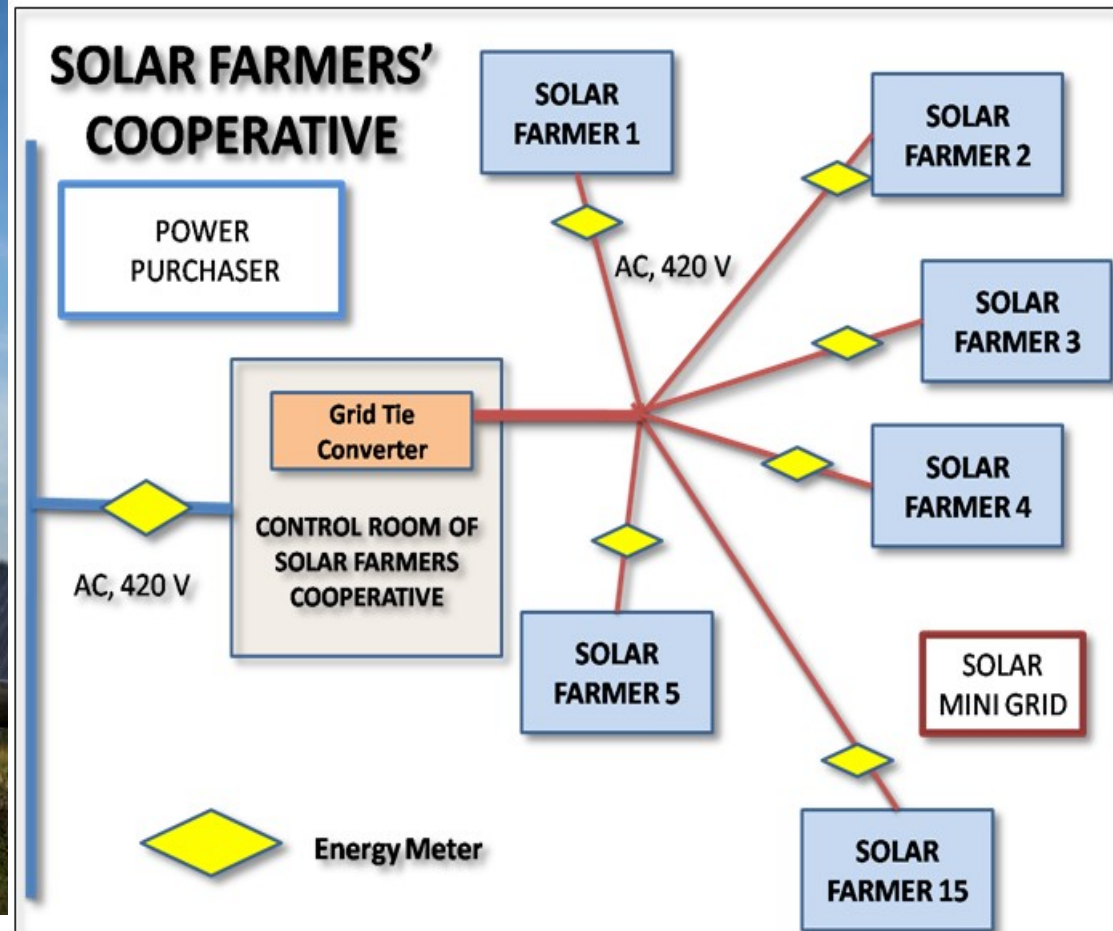 SOLAR FARMERS'
COOPERATIVE
POWER
PURCHASER
SOLAR
FARMER 1
SOLAR
FARMER 2
AC, 420 V
SOLAR
FARMER 3
Grid Tie
Converter
SOLAR
FARMER 4
CONTROL ROOM OF
SOLAR FARMERS
COOPERATIVE
AC, 420 V
SOLAR
FARMER 5
SOLAR
MINI GRID
Energy Meter
SOLAR
FARMER 15